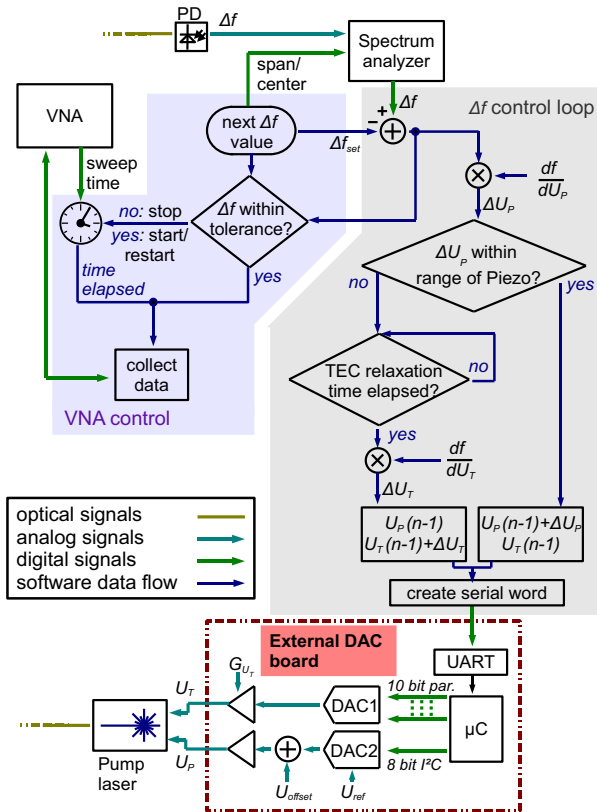 PD
Δf
Spectrum
analyzer
span/
center
Δf
Δf control loop
VNA
next Δf
value
Δf_set
−
+
+
sweep
time
×
df
dU_P
ΔU_P
no: stop
yes: start/
restart
Δf within
tolerance?
time
elapsed
yes
ΔU_P within
range of Piezo?
no
yes
collect
data
VNA control
TEC relaxation
time elapsed?
no
yes
×
df
dU_T
ΔU_T
optical signals
analog signals
digital signals
software data flow
U_P(n-1)
U_T(n-1)+ΔU_T
U_P(n-1)+ΔU_P
U_T(n-1)
create serial word
External DAC
board
UART
G_U_T
10 bit par.
U_T
DAC1
µC
U_P
+
DAC2
8 bit I²C
Pump
laser
U_offset
U_ref